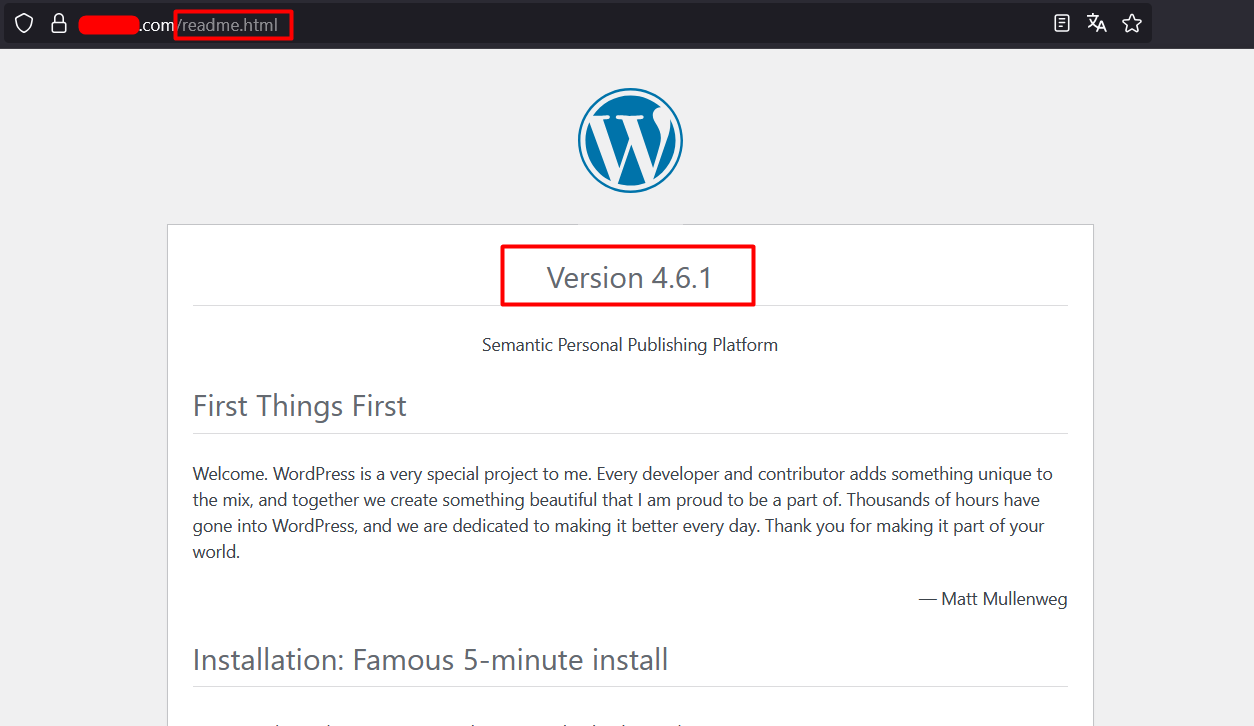 .com/readme.html
Version 4.6.1
Semantic Personal Publishing Platform
First Things First
Welcome. WordPress is a very special project to me. Every developer and contributor adds something unique to
the mix, and together we create something beautiful that I am proud to be a part of. Thousands of hours have
gone into WordPress, and we are dedicated to making it better every day. Thank you for making it part of your
world.
— Matt Mullenweg
Installation: Famous 5-minute install